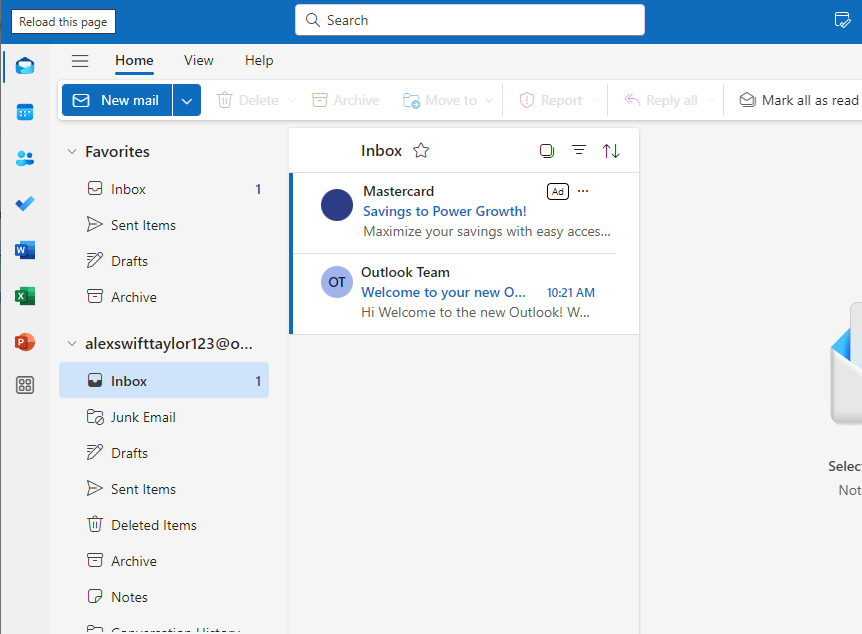 Reload this page
Search
Home View Help
New mail Delete Archive Move to Report Reply all Mark all as read
Favorites
Inbox 1
Sent Items
Drafts
Archive
alexswifttaylor123@o...
Inbox 1
Junk Email
Drafts
Sent Items
Deleted Items
Archive
Notes
Conversation History
Inbox
Mastercard Ad
Savings to Power Growth!
Maximize your savings with easy acces...
OT
Outlook Team
Welcome to your new O... 10:21 AM
Hi Welcome to the new Outlook! W...
W
X
P
Selec
Not